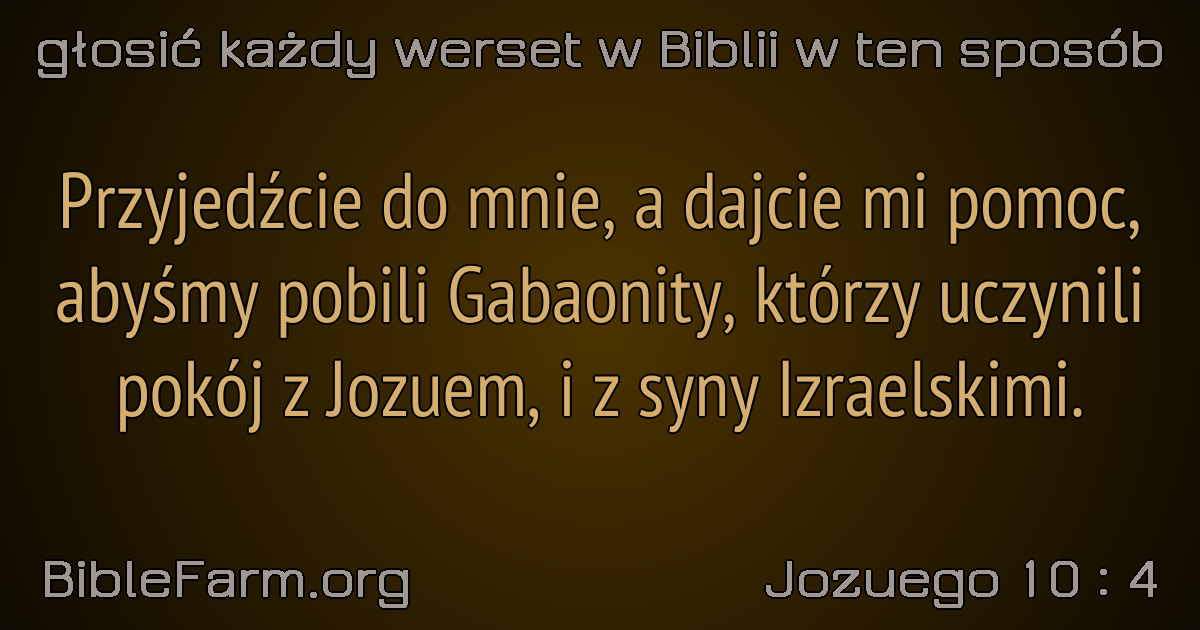 głosić każdy werset w Biblii w ten sposób
Przyjedźcie do mnie, a dajcie mi pomoc,
abyśmy pobili Gabaonity, którzy uczynili
pokój z Jozuem, i z syny Izraelskimi.
BibleFarm.org
Jozuego 10 : 4